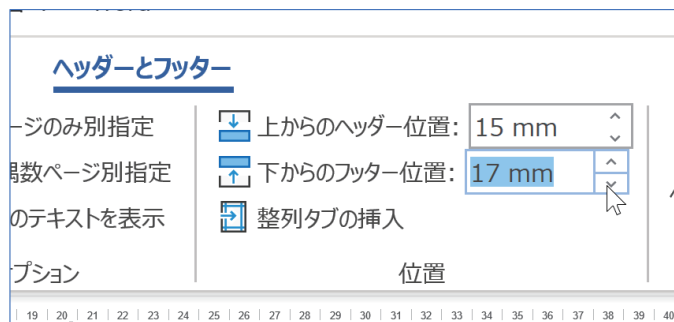 ヘッダーとフッター
ージのみ別指定
上からのヘッダー位置: 15 mm
偶数ページ別指定
下からのフッター位置: 17 mm
のテキストを表示
整列タブの挿入
プション
位置
19 20 21 22 23 24 25 26 27 28 29 30 31 32 33 34 35 36 37 38 39 40